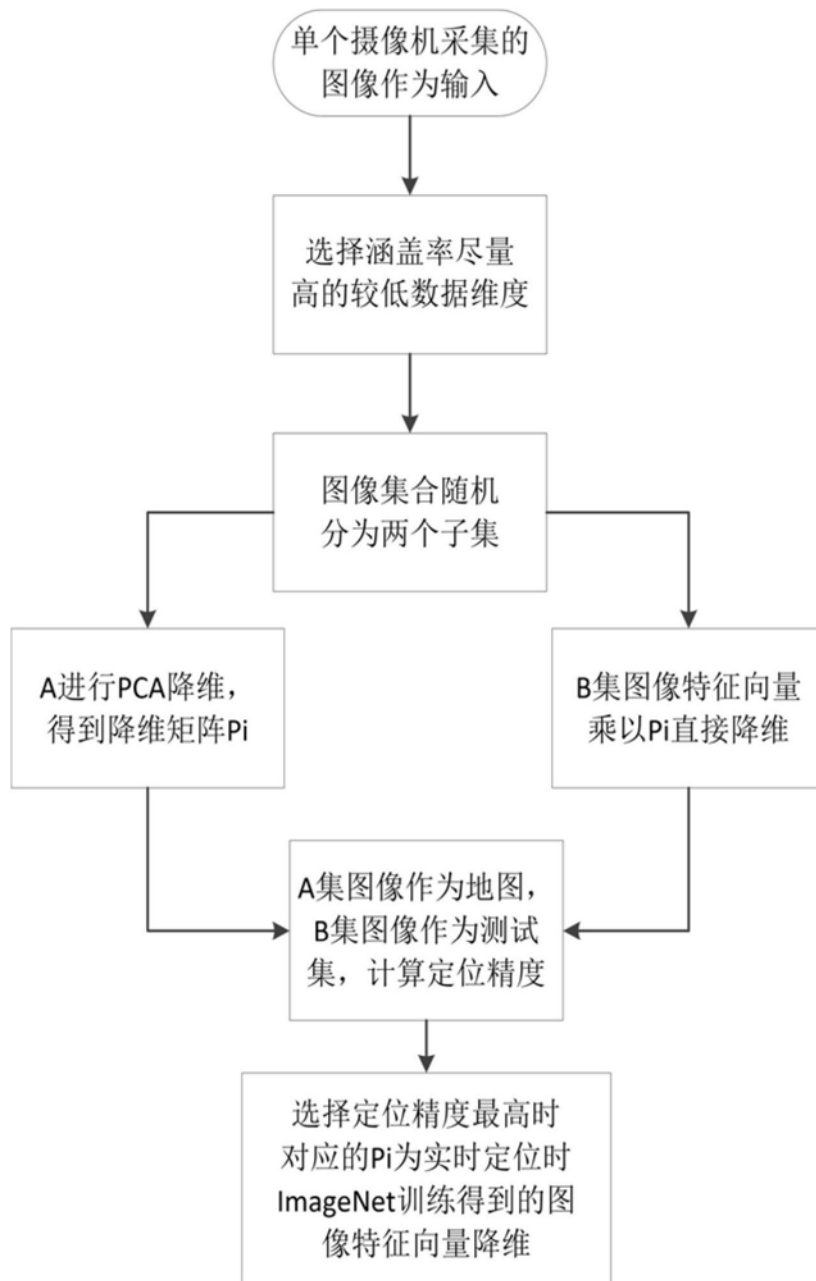 单个摄像机采集的
图像作为输入
选择涵盖率尽量
高的较低数据维度
图像集合随机
分为两个子集
A进行PCA降维，
得到降维矩阵Pi
B集图像特征向量
乘以Pi直接降维
A集图像作为地图，
B集图像作为测试
集，计算定位精度
选择定位精度最高时
对应的Pi为实时定位时
ImageNet训练得到的图
像特征向量降维